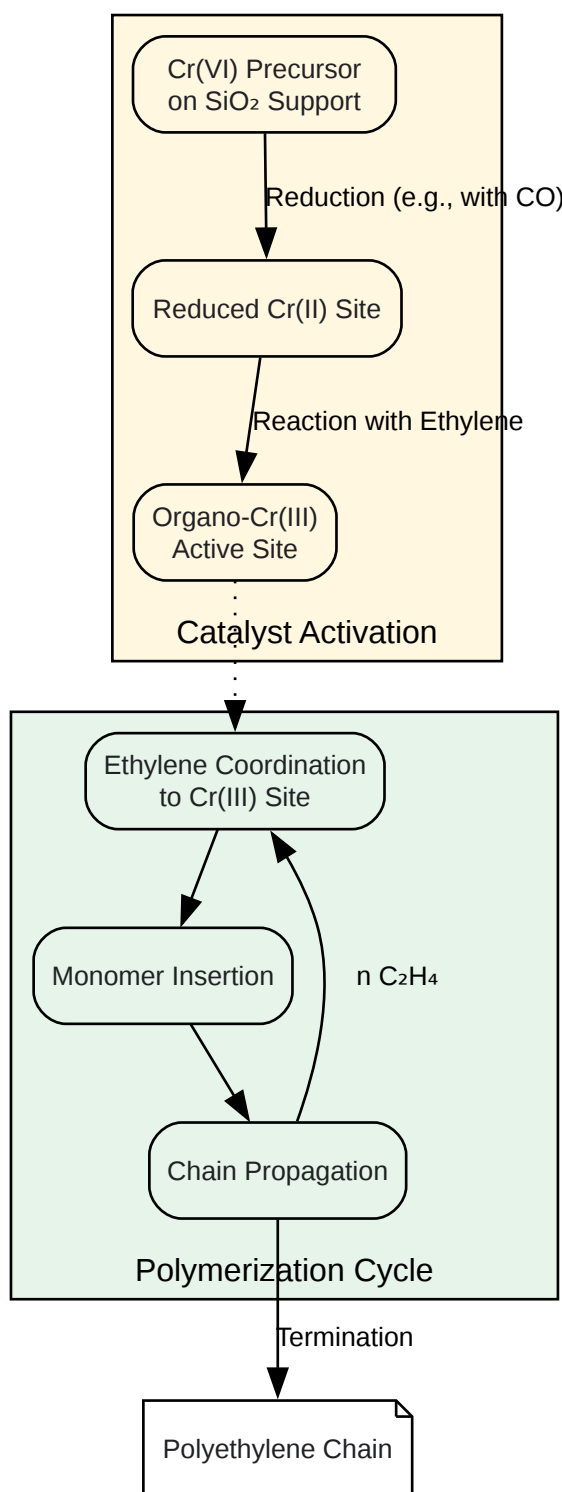 Cr(VI) Precursor
on SiO₂ Support
Reduction (e.g., with CO)
Reduced Cr(II) Site
Reaction with Ethylene
Organo-Cr(III)
Active Site
Catalyst Activation
Ethylene Coordination
to Cr(III) Site
Monomer Insertion
n C₂H₄
Chain Propagation
Polymerization Cycle
Termination
Polyethylene Chain